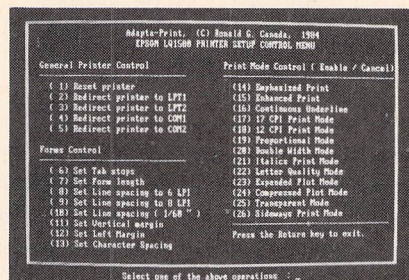 Adapta-Print, (C) Ronald G. Canada, 1984
EPSON LQ1500 PRINTER SETUP CONTROL MENU
General Printer Control
( 1) Reset printer
( 2) Redirect printer to LPT1
( 3) Redirect printer to LPT2
( 4) Redirect printer to COM1
( 5) Redirect printer to COM2
Forms Control
( 6) Set Tab stops
( 7) Set Form length
( 8) Set Line spacing to 6 LPI
( 9) Set Line spacing to 8 LPI
(10) Set Line spacing ( 1/60 " )
(11) Set Vertical margin
(12) Set Left Margin
(13) Set Character Spacing
Print Mode Control ( Enable / Cancel)
(14) Emphasized Print
(15) Enhanced Print
(16) Continuous Underline
(17) 17 CPI Print Mode
(18) 12 CPI Print Mode
(19) Proportional Mode
(20) Double Width Mode
(21) Italics Print Mode
(22) Letter Quality Mode
(23) Expanded Plot Mode
(24) Compressed Plot Mode
(25) Transparent Mode
(26) Sideways Print Mode
Press the Return key to exit.
Select one of the above operations : _